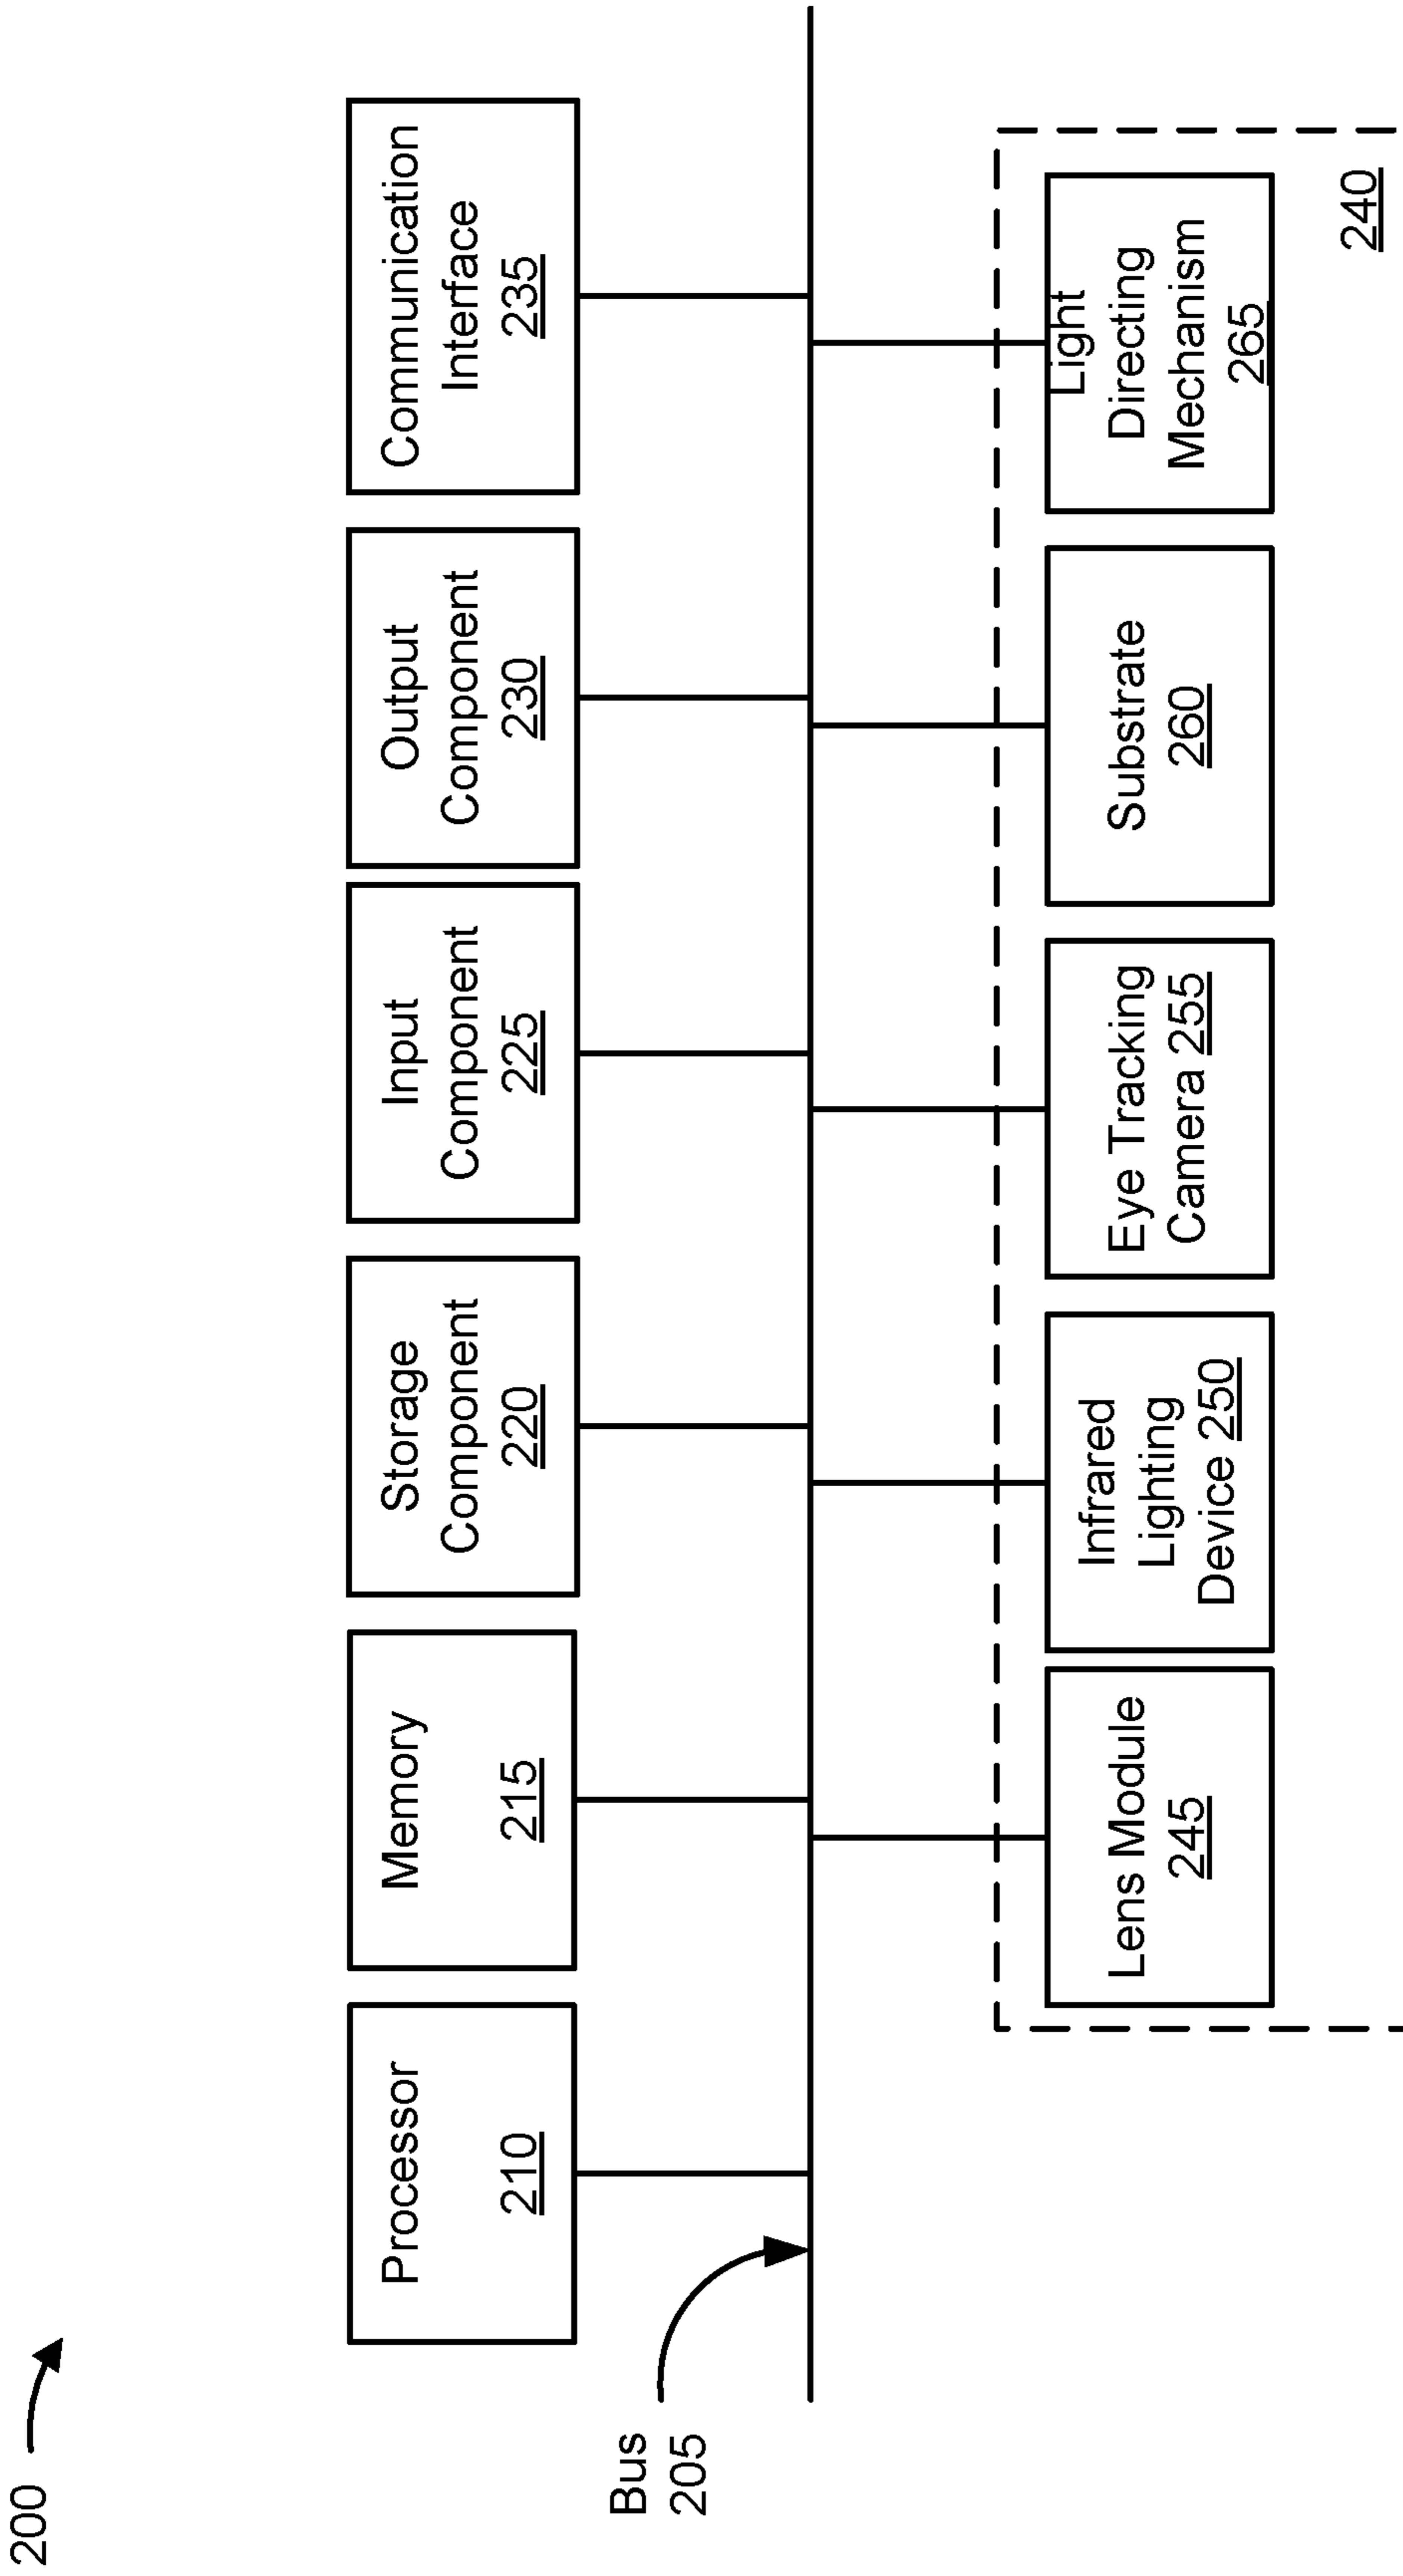 200
Processor
210
Memory
215
Storage
Component
220
Input
Component
225
Output
Component
230
Communication
Interface
235
Bus
205
Lens Module
245
Infrared
Lighting
Device 250
Eye Tracking
Camera 255
Substrate
260
Light
Directing
Mechanism
265
240